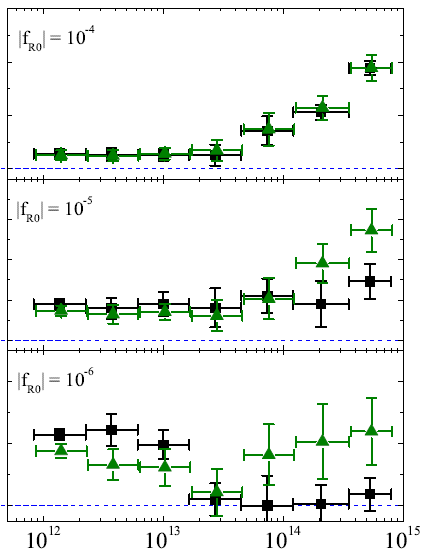 |f_R0| = 10^-4
|f_R0| = 10^-5
|f_R0| = 10^-6
10^12 10^13 10^14 10^15